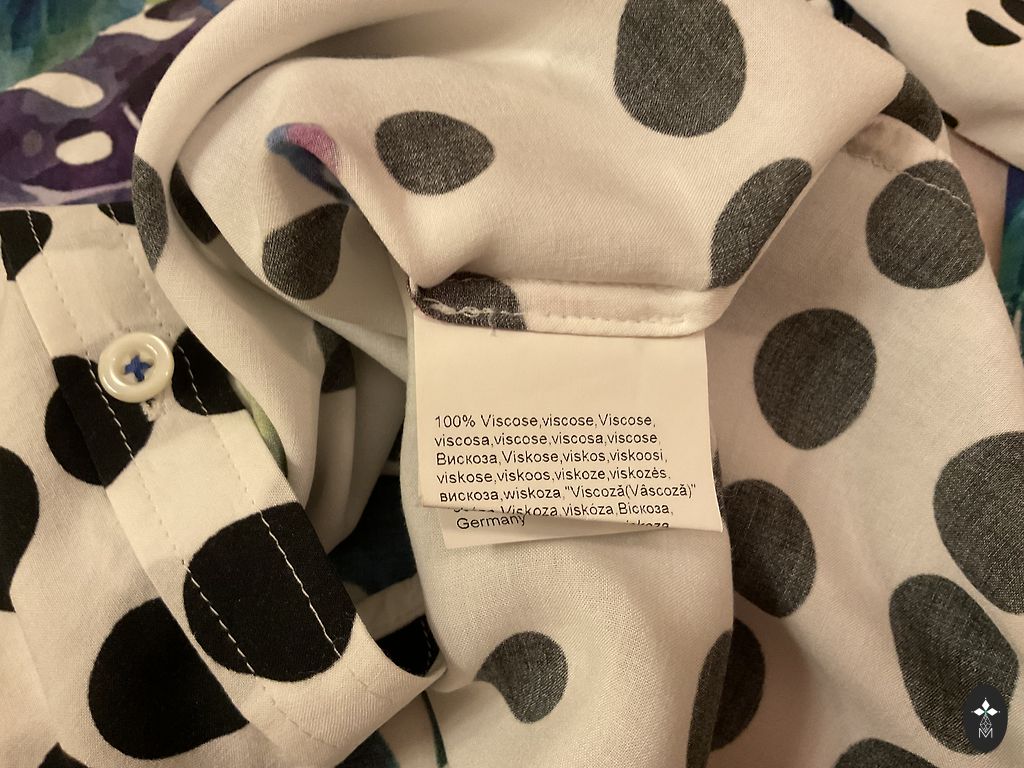 100% Viscose,viscose,Viscose,
viscosa,viscose,viscosa,viscose,
Вискоза,Viskose,viskos,viskoosi,
viskose,viskoos,viskoze,viskozės,
вискоза,wiskoza,"Viscoză(Vâscoză)"
Viskoza,viskóza,Віскоза,
Germany
viskoza
M